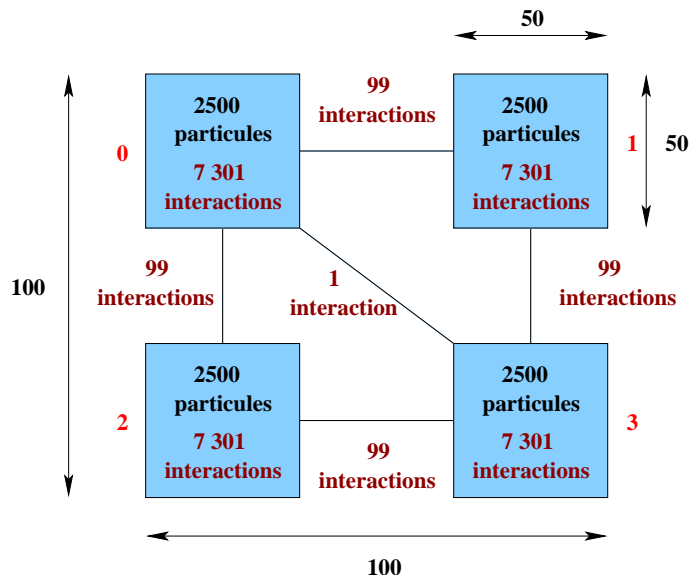 50
99
interactions
0
2500
particules
7 301
interactions
2500
particules
7 301
interactions
1
50
100
99
interactions
1
interaction
99
interactions
2
2500
particules
7 301
interactions
99
interactions
2500
particules
7 301
interactions
3
100